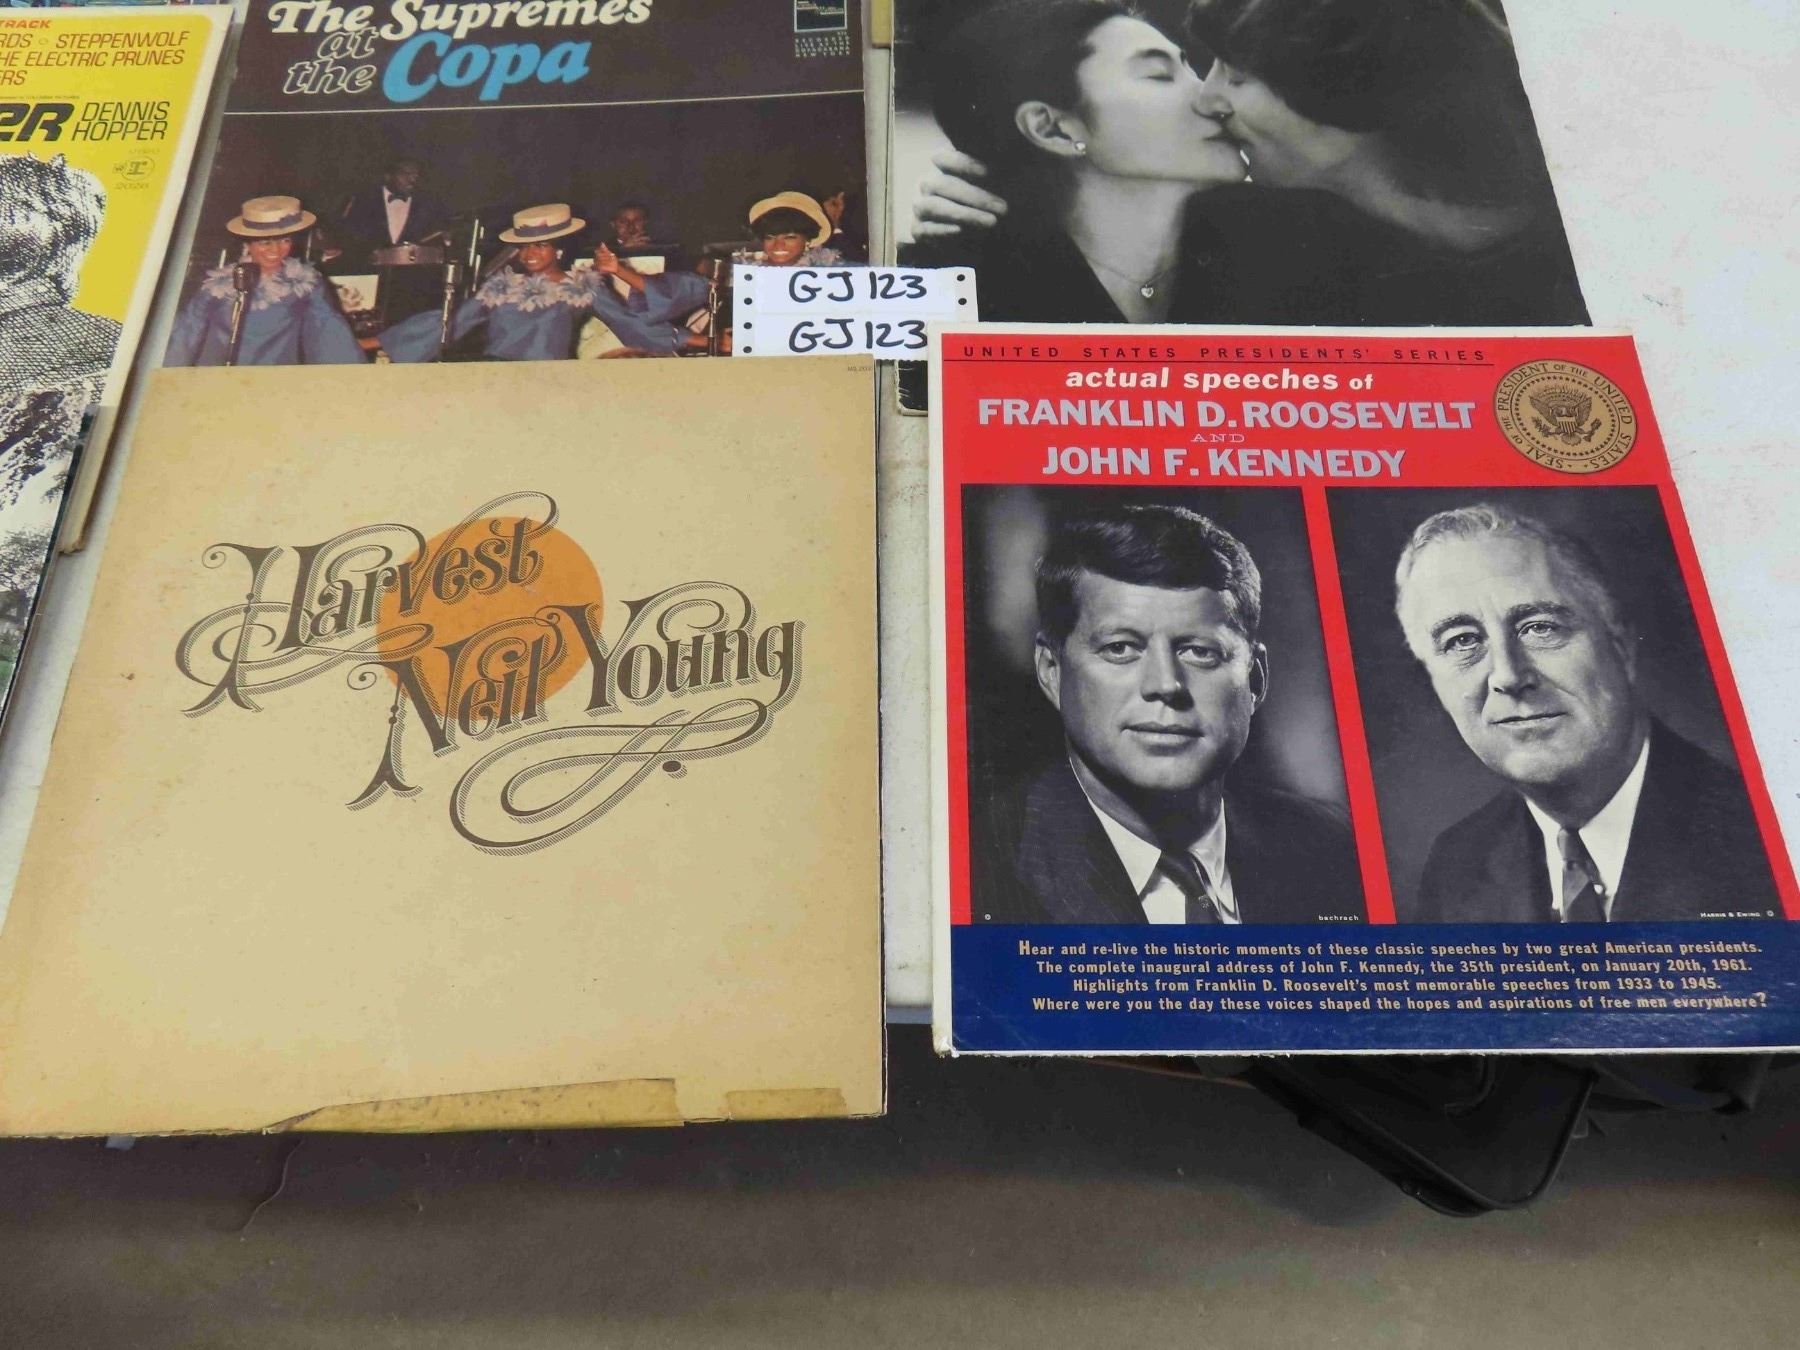 TRACK
RDS · STEPPENWOLF
HE ELECTRIC PRUNES
ERS
ER DENNIS
HOPPER
The Supremes
at
the Copa
GJ 123
GJ 123
Harvest
Neil Young
UNITED STATES PRESIDENTS' SERIES
actual speeches of
FRANKLIN D. ROOSEVELT
AND
JOHN F. KENNEDY
SEAL OF THE PRESIDENT OF THE UNITED STATES
© bachrach
HARRIS & EWING ©
Hear and re-live the historic moments of these classic speeches by two great American presidents.
The complete inaugural address of John F. Kennedy, the 35th president, on January 20th, 1961.
Highlights from Franklin D. Roosevelt's most memorable speeches from 1933 to 1945.
Where were you the day these voices shaped the hopes and aspirations of free men everywhere?